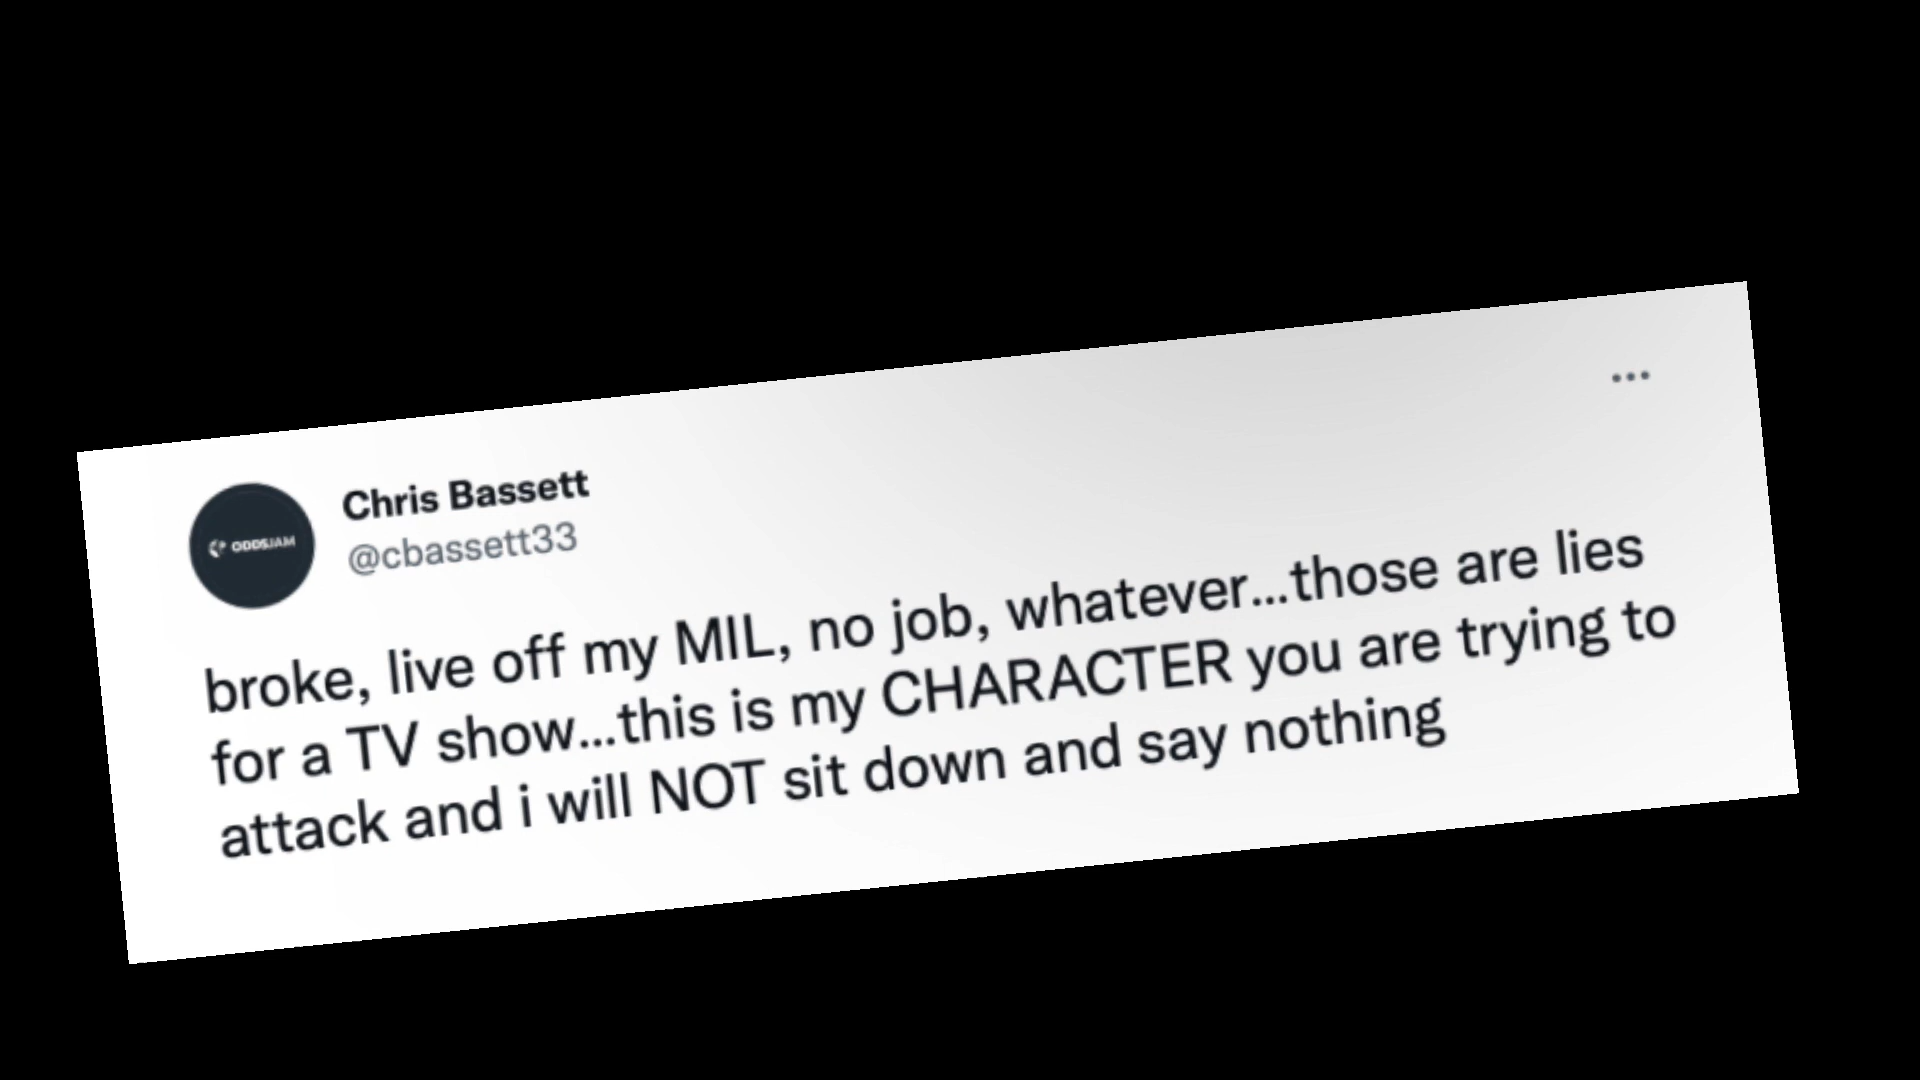 Chris Bassett
@cbassett33
ODDSJAM
broke, live off my MIL, no job, whatever...those are lies
for a TV show...this is my CHARACTER you are trying to
attack and i will NOT sit down and say nothing